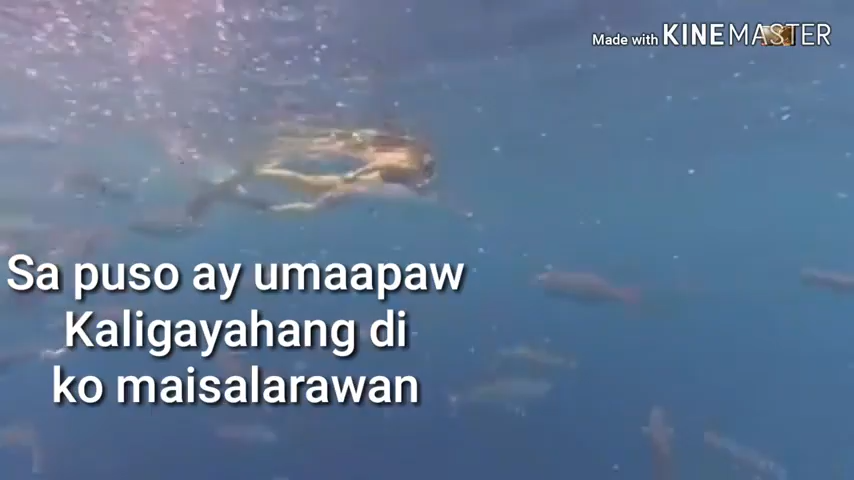 Made with KINEMASTER
Sa puso ay umaapaw
Kaligayahang di
ko maisalarawan